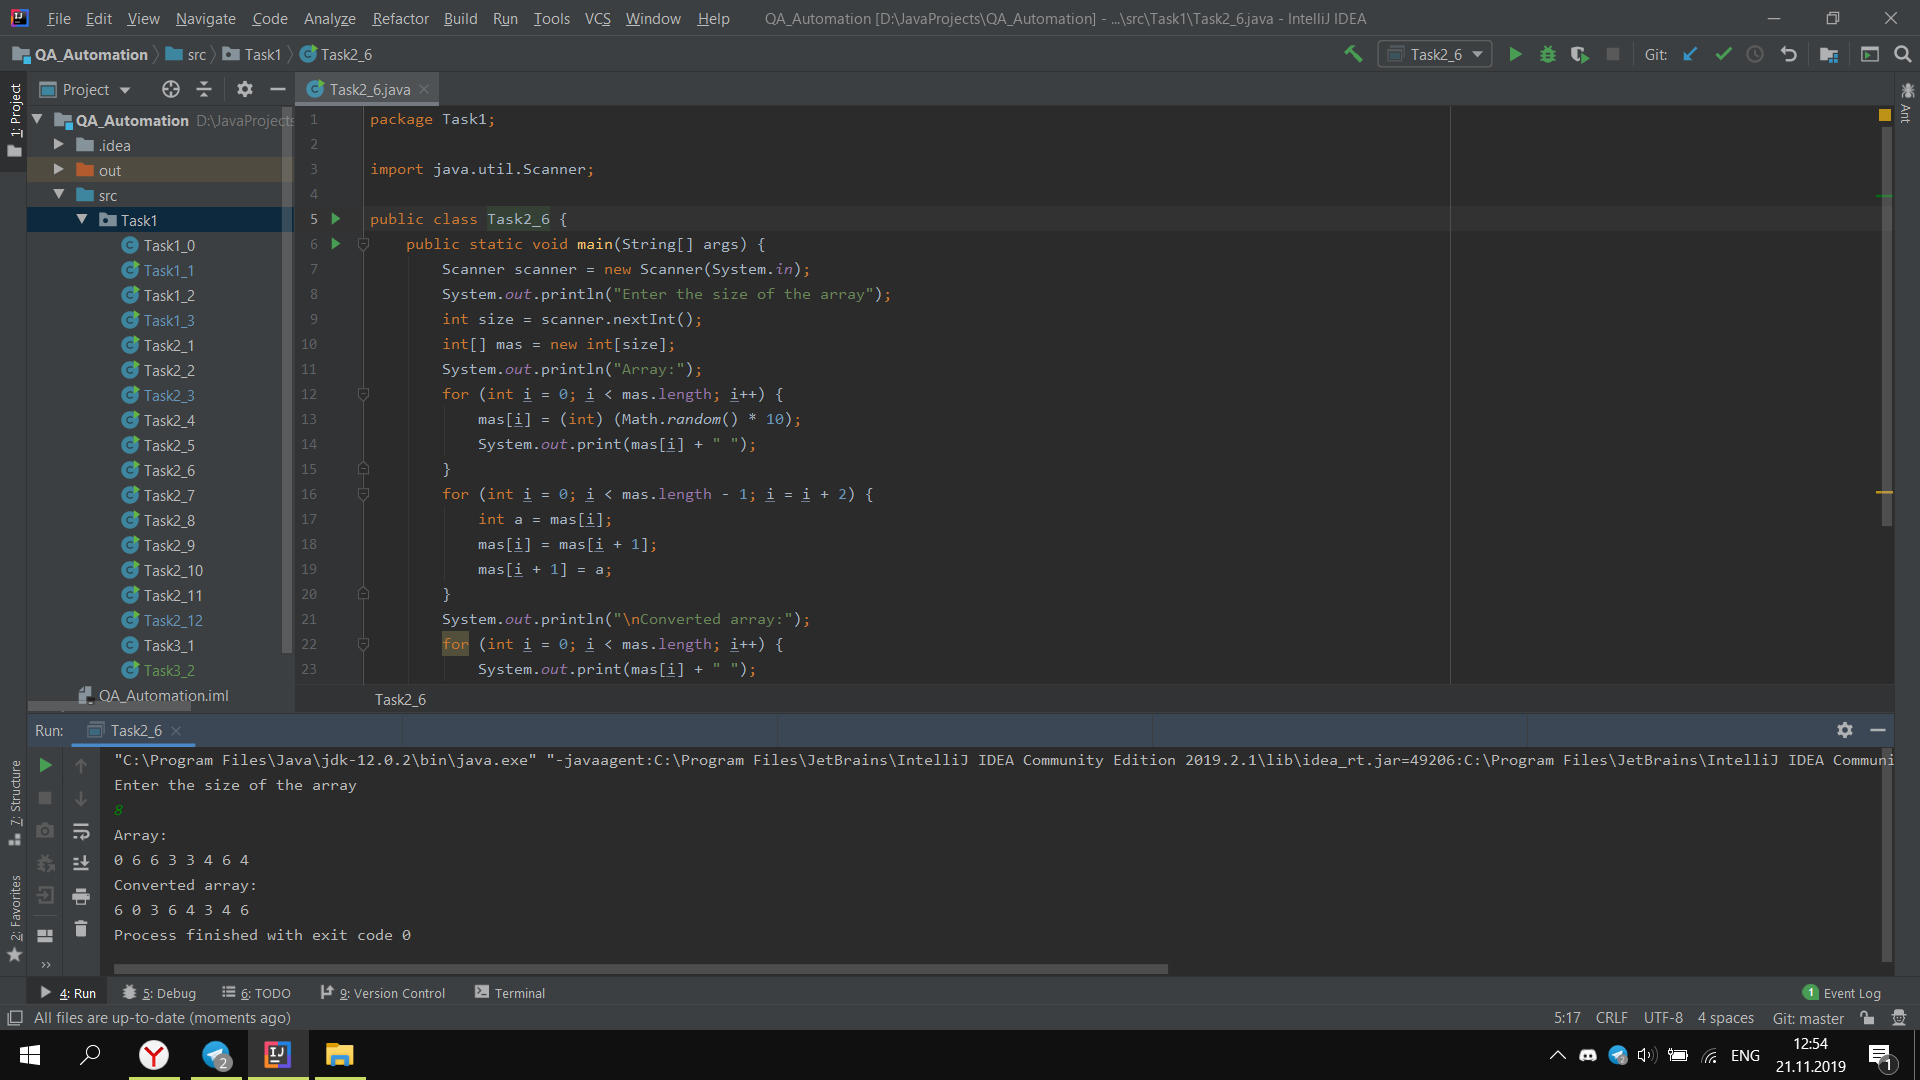 File Edit View Navigate Code Analyze Refactor Build Run Tools VCS Window Help QA_Automation [D:\JavaProjects\QA_Automation] - ...\src\Task1\Task2_6.java - IntelliJ IDEA
QA_Automation src Task1 Task2_6 Task2_6 Git:
1: Project
Project
Task2_6.java
Ant
QA_Automation D:\JavaProjects
.idea
out
src
Task1
Task1_0
Task1_1
Task1_2
Task1_3
Task2_1
Task2_2
Task2_3
Task2_4
Task2_5
Task2_6
Task2_7
Task2_8
Task2_9
Task2_10
Task2_11
Task2_12
Task3_1
Task3_2
QA_Automation.iml
1 package Task1;
2
3 import java.util.Scanner;
4
5 public class Task2_6 {
6 public static void main(String[] args) {
7 Scanner scanner = new Scanner(System.in);
8 System.out.println("Enter the size of the array");
9 int size = scanner.nextInt();
10 int[] mas = new int[size];
11 System.out.println("Array:");
12 for (int i = 0; i < mas.length; i++) {
13 mas[i] = (int) (Math.random() * 10);
14 System.out.print(mas[i] + " ");
15 }
16 for (int i = 0; i < mas.length - 1; i = i + 2) {
17 int a = mas[i];
18 mas[i] = mas[i + 1];
19 mas[i + 1] = a;
20 }
21 System.out.println("\nConverted array:");
22 for (int i = 0; i < mas.length; i++) {
23 System.out.print(mas[i] + " ");
Task2_6
Run: Task2_6
"C:\Program Files\Java\jdk-12.0.2\bin\java.exe" "-javaagent:C:\Program Files\JetBrains\IntelliJ IDEA Community Edition 2019.2.1\lib\idea_rt.jar=49206:C:\Program Files\JetBrains\IntelliJ IDEA Communi
Enter the size of the array
8
Array:
0 6 6 3 3 4 6 4
Converted array:
6 0 3 6 4 3 4 6
Process finished with exit code 0
7: Structure
2: Favorites
4: Run 5: Debug 6: TODO 9: Version Control Terminal 1 Event Log
All files are up-to-date (moments ago) 5:17 CRLF UTF-8 4 spaces Git: master
2 ENG 12:54
21.11.2019 1